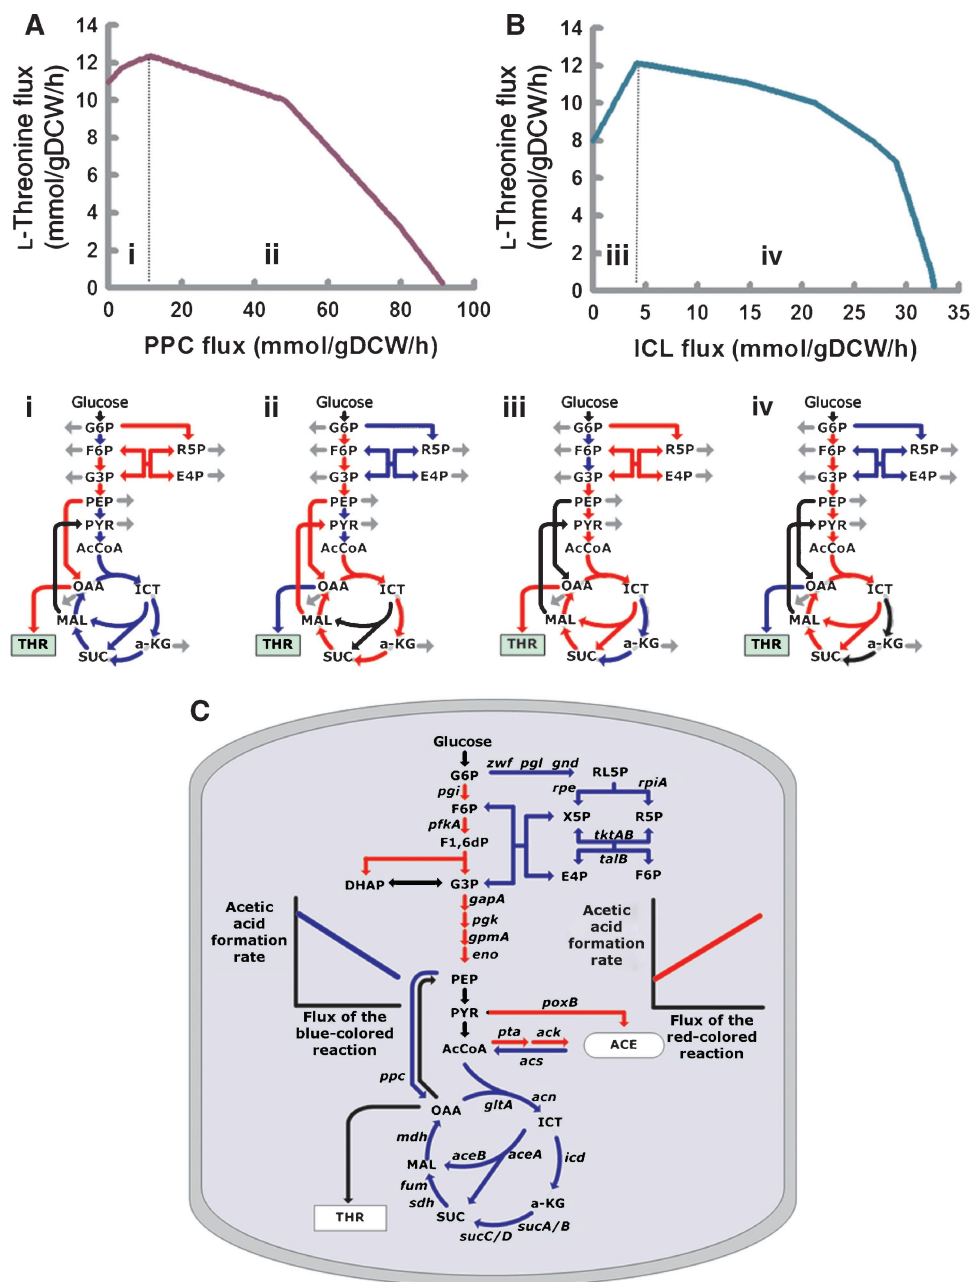 A
L-Threonine flux
(mmol/gDCW/h)
14
12
10
8
6
4
2
0
i
ii
0 20 40 60 80 100
PPC flux (mmol/gDCW/h)
B
L-Threonine flux
(mmol/gDCW/h)
14
12
10
8
6
4
2
0
iii
iv
0 5 10 15 20 25 30 35
ICL flux (mmol/gDCW/h)
i
Glucose
G6P
F6P
R5P
G3P
E4P
PEP
PYR
AcCoA
OAA
ICT
MAL
THR
SUC
a-KG
ii
Glucose
G6P
F6P
R5P
G3P
E4P
PEP
PYR
AcCoA
OAA
ICT
MAL
THR
SUC
a-KG
iii
Glucose
G6P
F6P
R5P
G3P
E4P
PEP
PYR
AcCoA
OAA
ICT
MAL
THR
SUC
a-KG
iv
Glucose
G6P
F6P
R5P
G3P
E4P
PEP
PYR
AcCoA
OAA
ICT
MAL
THR
SUC
a-KG
C
Glucose
G6P
zwf pgl gnd
RL5P
pgi
rpe
rpiA
F6P
X5P
R5P
pfkA
tktAB
F1,6dP
talB
DHAP
G3P
E4P
F6P
gapA
pgk
gpmA
eno
Acetic
acid
formation
rate
Flux of the
blue-colored
reaction
Acetic
acid
formation
rate
Flux of the
red-colored
reaction
PEP
PYR
poxB
AcCoA
pta ack
acs
ACE
ppc
OAA
gltA
acn
ICT
mdh
MAL
aceB
aceA
icd
fum
sdh
SUC
a-KG
sucA/B
sucC/D
THR